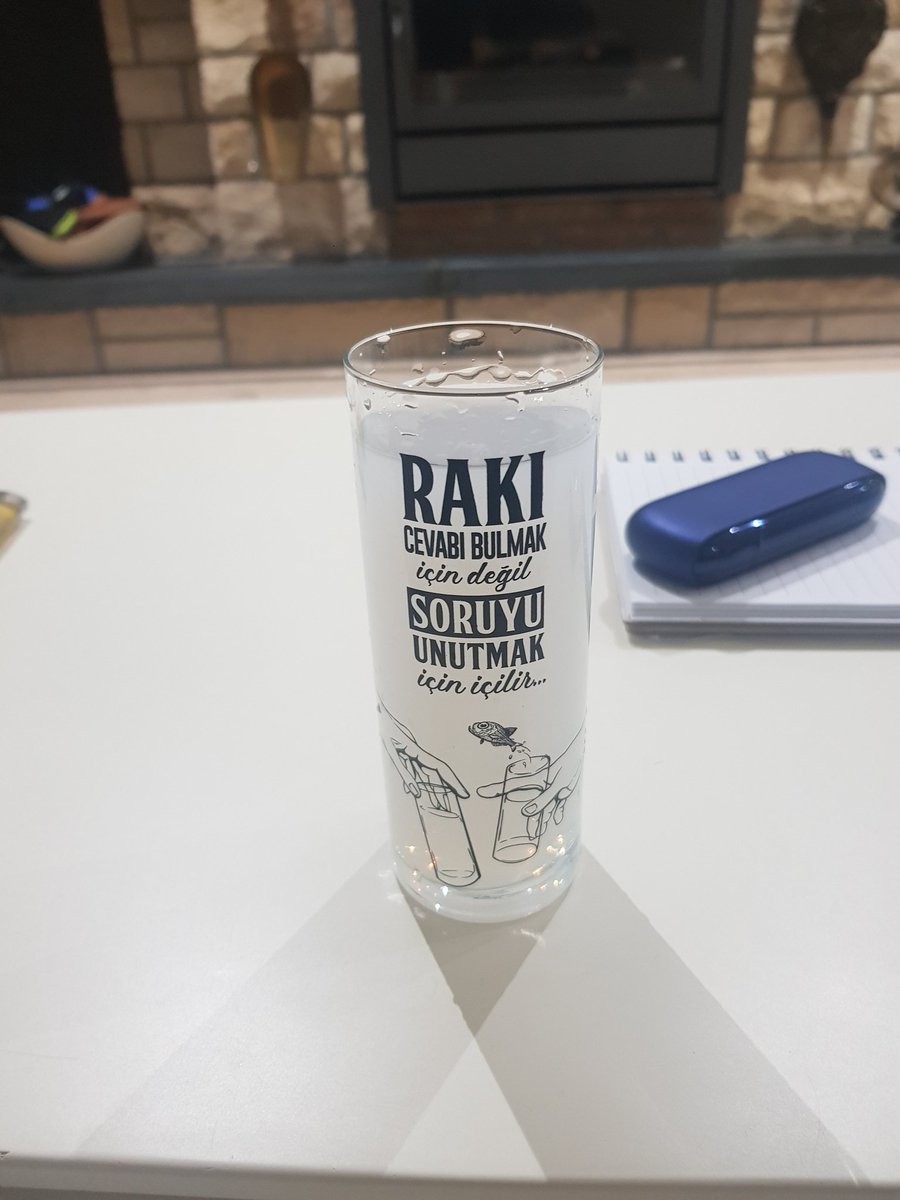 RAKI
CEVABI BULMAK
için değil
SORUYU
UNUTMAK
için içilir...